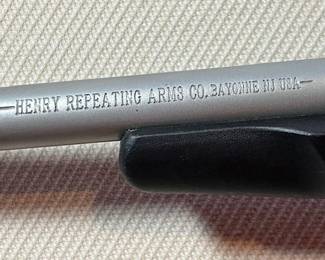 —HENRY REPEATING ARMS CO. BAYONNE NJ USA—